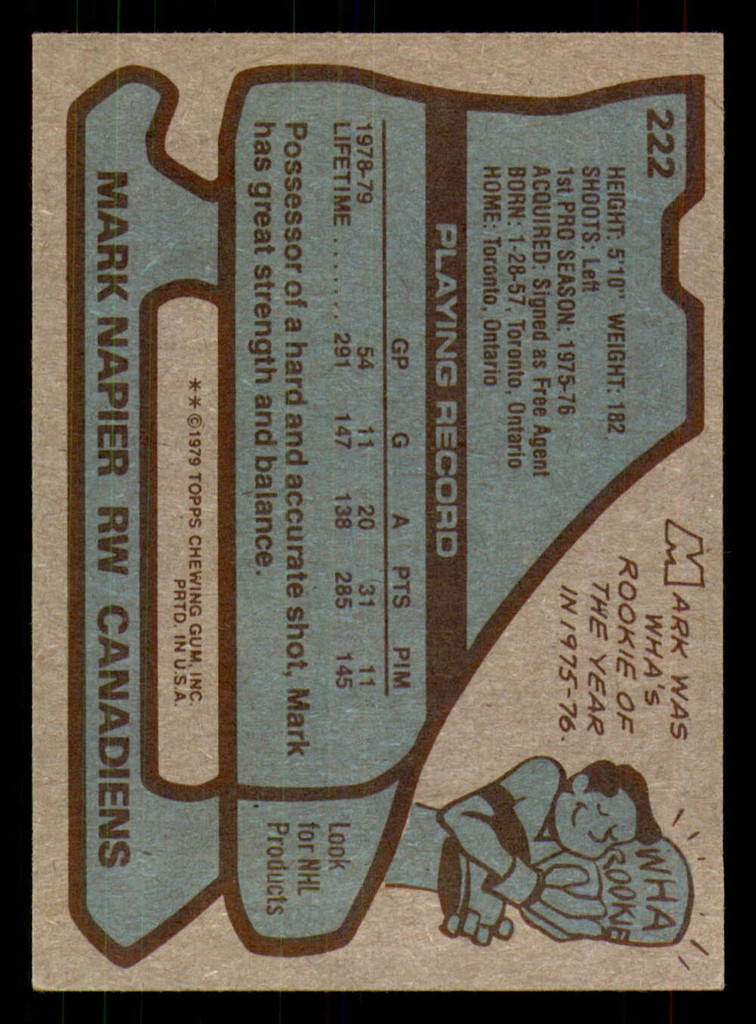 222
HEIGHT: 5'10" WEIGHT: 182
SHOOTS: Left
1st PRO SEASON: 1975-76
ACQUIRED: Signed as Free Agent
BORN: 1-28-57, Toronto, Ontario
HOME: Toronto, Ontario
MARK WAS
WHA'S
ROOKIE OF
THE YEAR
IN 1975-76.
WHA
ROOKIE
PLAYING RECORD
GP G A PTS PIM
1978-79 54 11 20 31 11
LIFETIME ........ 291 147 138 285 145
Possessor of a hard and accurate shot, Mark
has great strength and balance.
Look
for NHL
Products
**©1979 TOPPS CHEWING GUM, INC.
PRTD. IN U.S.A.
MARK NAPIER RW CANADIENS